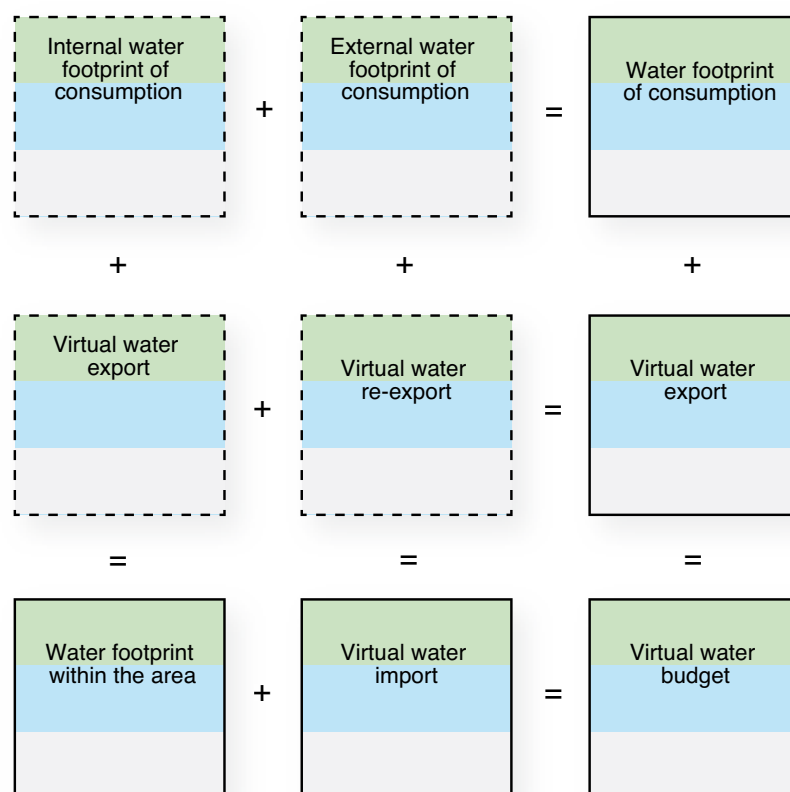 Internal water
footprint of
consumption
+
External water
footprint of
consumption
=
Water footprint
of consumption
+
+
+
Virtual water
export
+
Virtual water
re-export
=
Virtual water
export
=
=
=
Water footprint
within the area
+
Virtual water
import
=
Virtual water
budget